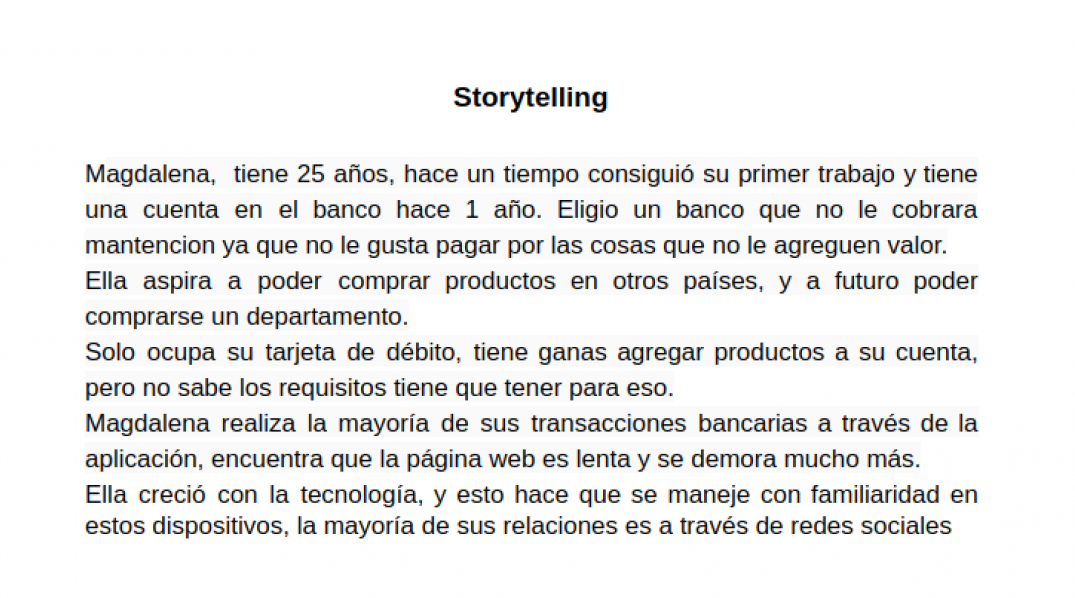 Storytelling
Magdalena, tiene 25 años, hace un tiempo consiguió su primer trabajo y tiene
una cuenta en el banco hace 1 año. Eligio un banco que no le cobrara
mantencion ya que no le gusta pagar por las cosas que no le agreguen valor.
Ella aspira a poder comprar productos en otros países, y a futuro poder
comprarse un departamento.
Solo ocupa su tarjeta de débito, tiene ganas agregar productos a su cuenta,
pero no sabe los requisitos tiene que tener para eso.
Magdalena realiza la mayoría de sus transacciones bancarias a través de la
aplicación, encuentra que la página web es lenta y se demora mucho más.
Ella creció con la tecnología, y esto hace que se maneje con familiaridad en
estos dispositivos, la mayoría de sus relaciones es a través de redes sociales